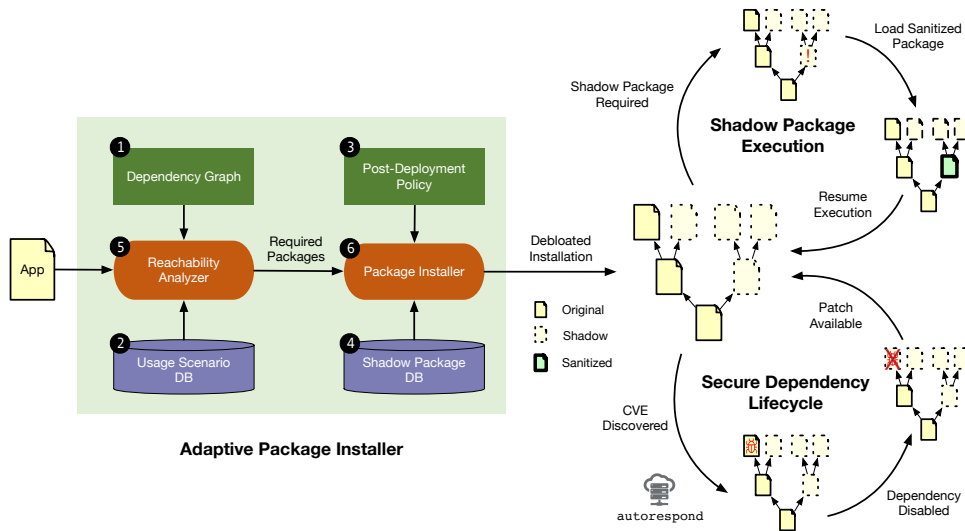 1
Dependency Graph
3
Post-Deployment
Policy
App
5
Reachability
Analyzer
Required
Packages
6
Package Installer
Debloated
Installation
2
Usage Scenario
DB
4
Shadow Package
DB
Adaptive Package Installer
Original
Shadow
Sanitized
Shadow Package
Required
!
Load Sanitized
Package
Shadow Package
Execution
Resume
Execution
Patch
Available
Secure Dependency
Lifecycle
CVE
Discovered
autorespond
Dependency
Disabled